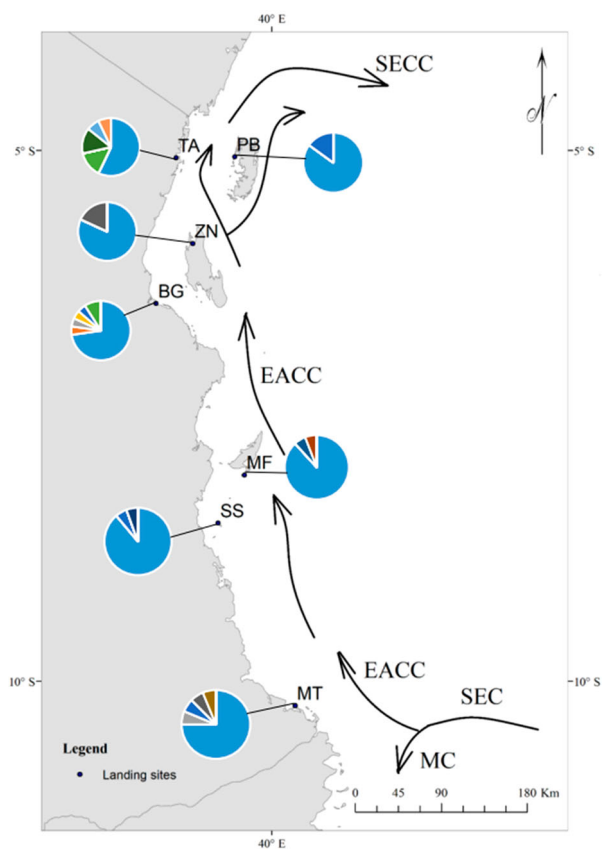 40° E
SECC
N
TA
PB
5° S
5° S
ZN
BG
EACC
MF
SS
10° S
10° S
EACC
SEC
MT
MC
Legend
Landing sites
0 45 90 180 Km
40° E